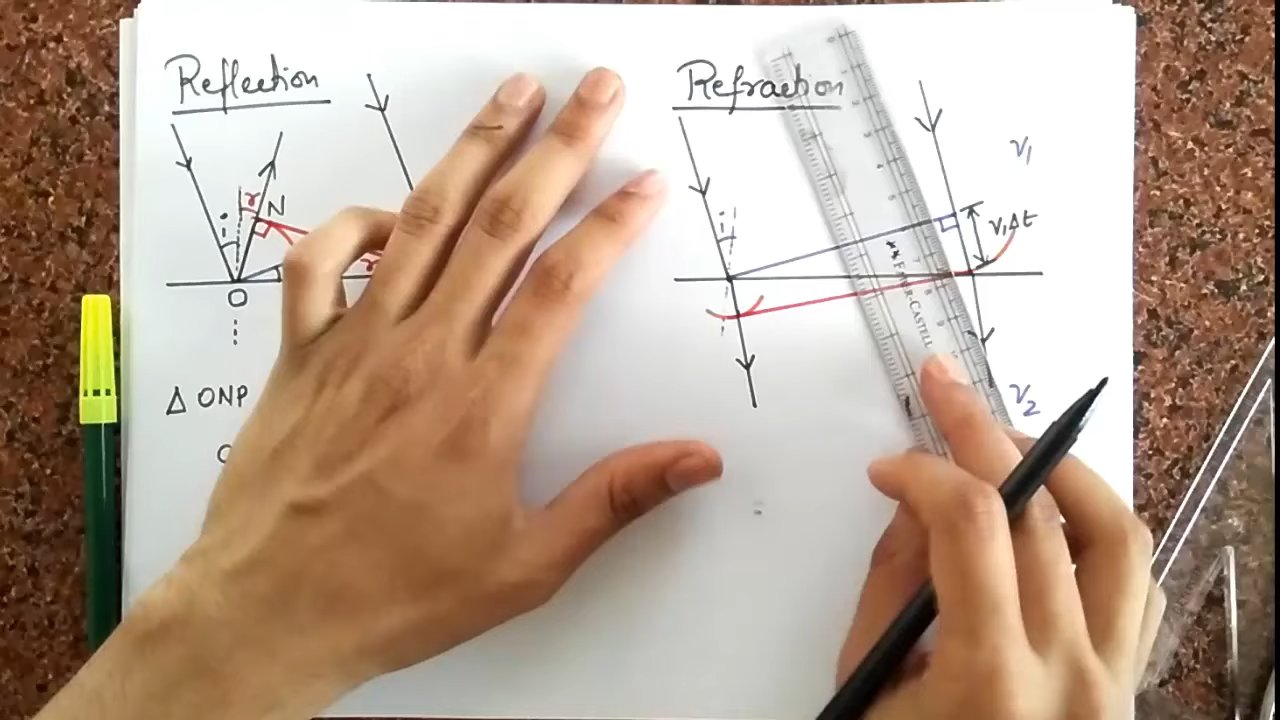 Reflection
i
r
N
r
O
Δ ONP
Refraction
i
v₁
v₁Δt
v₂
FABER-CASTELL